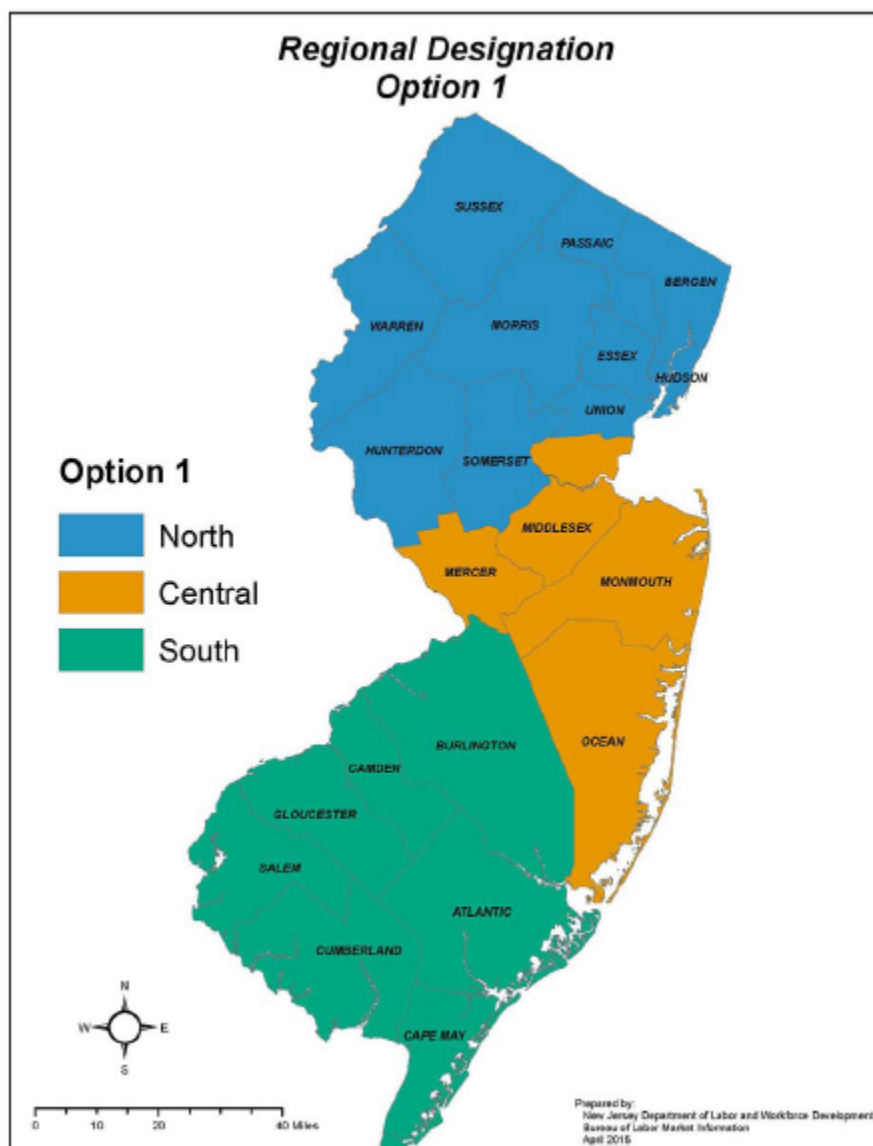 Regional Designation
Option 1
SUSSEX
PASSAIC
BERGEN
WARREN
MORRIS
ESSEX
HUDSON
UNION
HUNTERDON
SOMERSET
Option 1
North
Central
South
MIDDLESEX
MERCER
MONMOUTH
OCEAN
BURLINGTON
CAMDEN
GLOUCESTER
SALEM
ATLANTIC
CUMBERLAND
CAPE MAY
N
W E
S
0 10 20 40 Miles
Prepared by:
New Jersey Department of Labor and Workforce Development
Bureau of Labor Market Information
April 2015